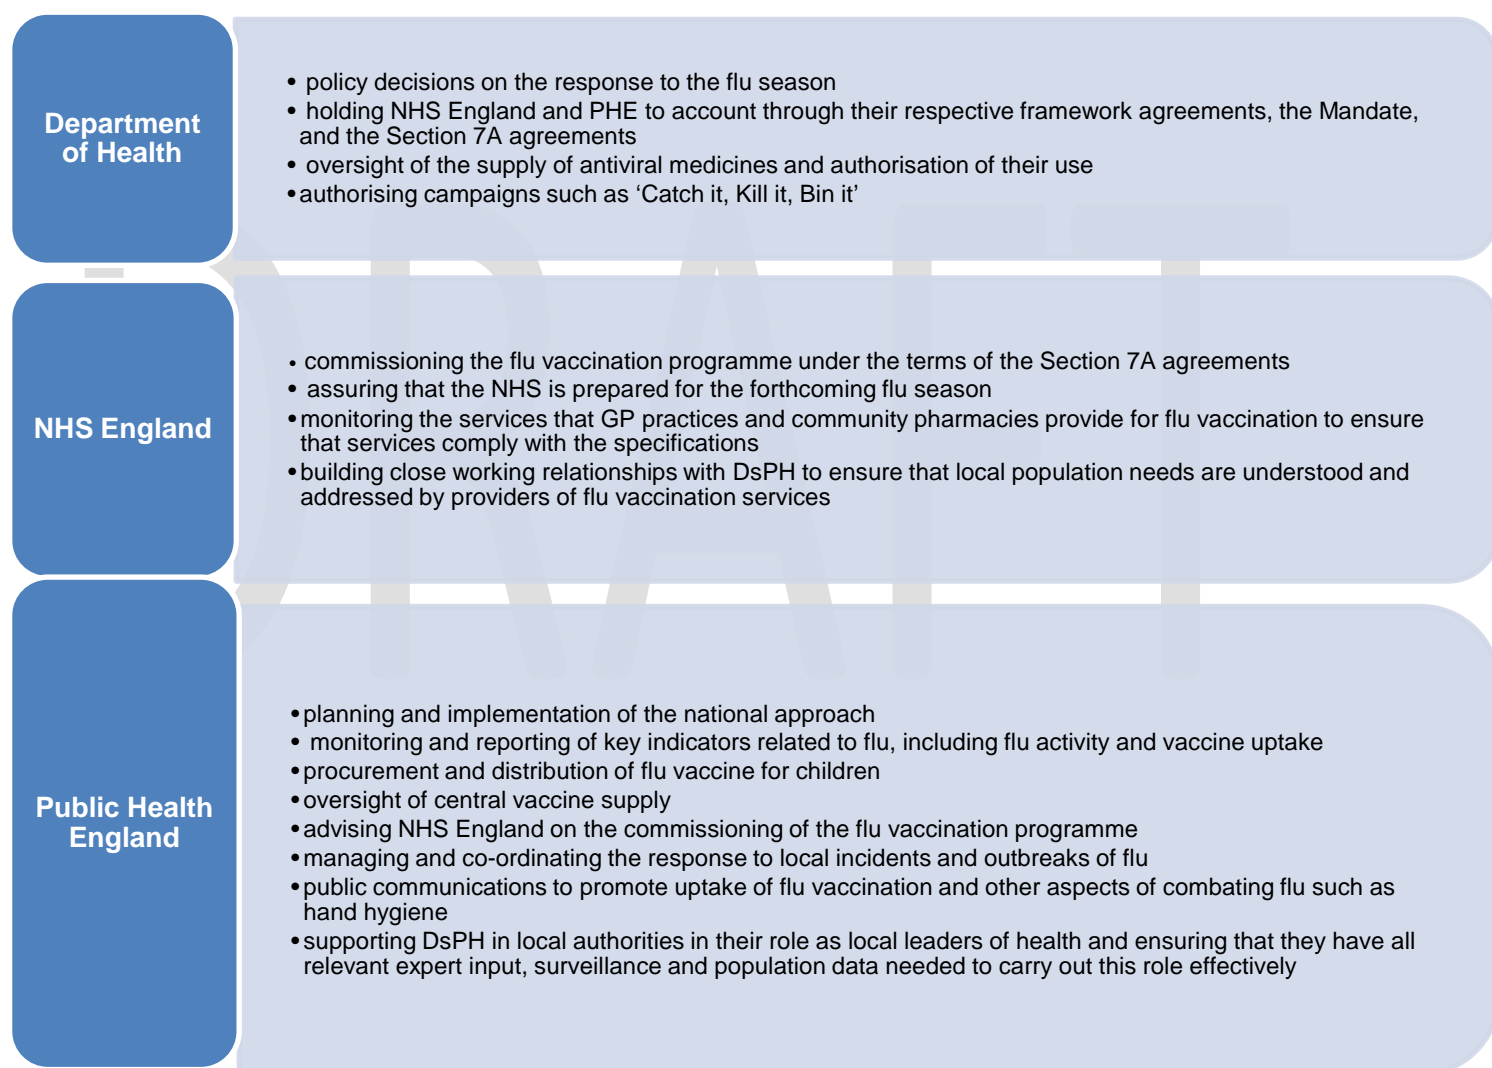 Department
of Health
• policy decisions on the response to the flu season
• holding NHS England and PHE to account through their respective framework agreements, the Mandate,
and the Section 7A agreements
• oversight of the supply of antiviral medicines and authorisation of their use
• authorising campaigns such as ‘Catch it, Kill it, Bin it’
NHS England
• commissioning the flu vaccination programme under the terms of the Section 7A agreements
• assuring that the NHS is prepared for the forthcoming flu season
• monitoring the services that GP practices and community pharmacies provide for flu vaccination to ensure
that services comply with the specifications
• building close working relationships with DsPH to ensure that local population needs are understood and
addressed by providers of flu vaccination services
Public Health
England
• planning and implementation of the national approach
• monitoring and reporting of key indicators related to flu, including flu activity and vaccine uptake
• procurement and distribution of flu vaccine for children
• oversight of central vaccine supply
• advising NHS England on the commissioning of the flu vaccination programme
• managing and co-ordinating the response to local incidents and outbreaks of flu
• public communications to promote uptake of flu vaccination and other aspects of combating flu such as
hand hygiene
• supporting DsPH in local authorities in their role as local leaders of health and ensuring that they have all
relevant expert input, surveillance and population data needed to carry out this role effectively
DRAFT